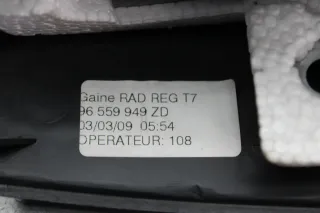 Gaine RAD REG T7
96 559 949 ZD
03/03/09 05:54
OPERATEUR: 108